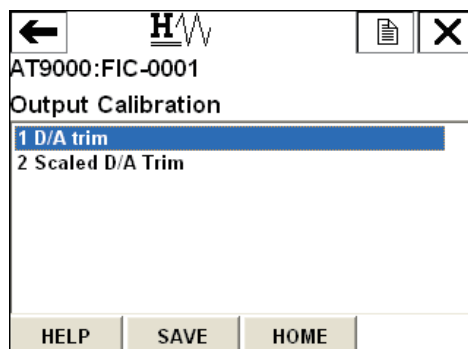 H
AT9000:FIC-0001
Output Calibration
1 D/A trim
2 Scaled D/A Trim
HELP SAVE HOME